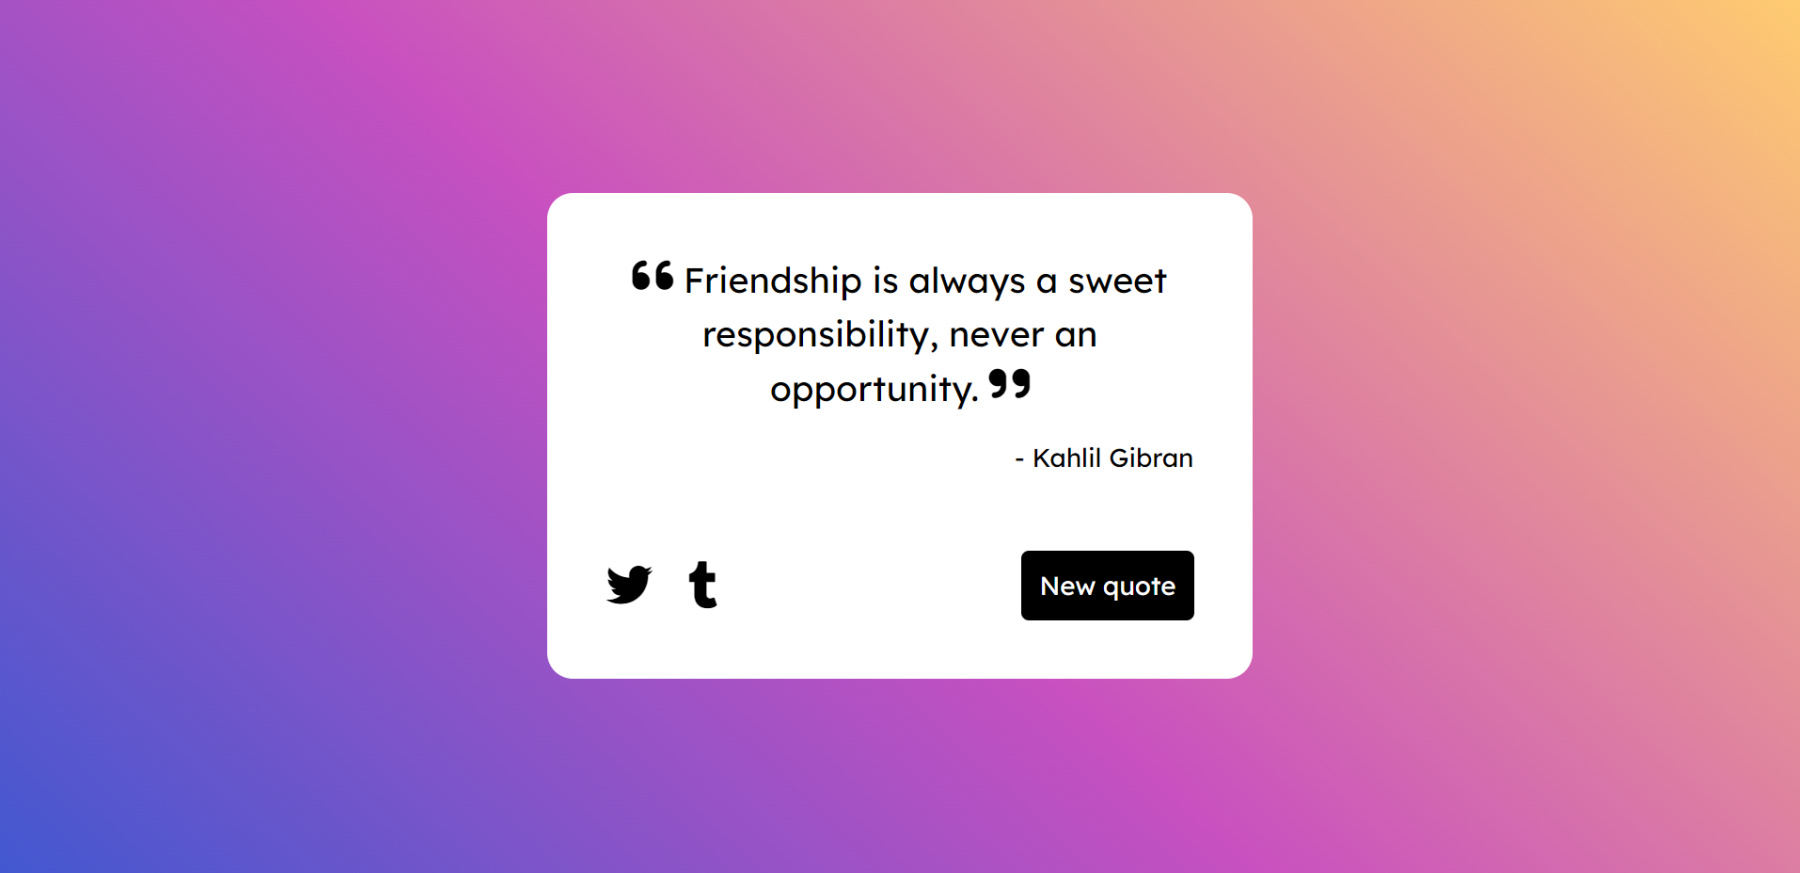 “ Friendship is always a sweet
responsibility, never an
opportunity. ”
- Kahlil Gibran
New quote